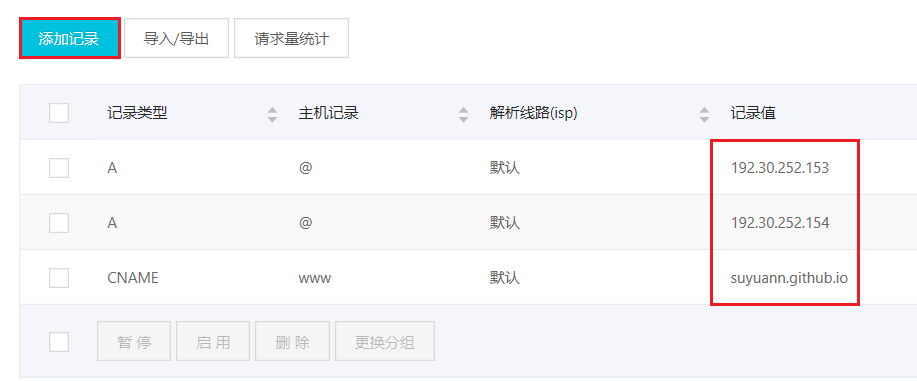 添加记录 导入/导出 请求量统计
记录类型 主机记录 解析线路(isp) 记录值
A @ 默认 192.30.252.153
A @ 默认 192.30.252.154
CNAME www 默认 suyuann.github.io
暂 停 启 用 删 除 更换分组